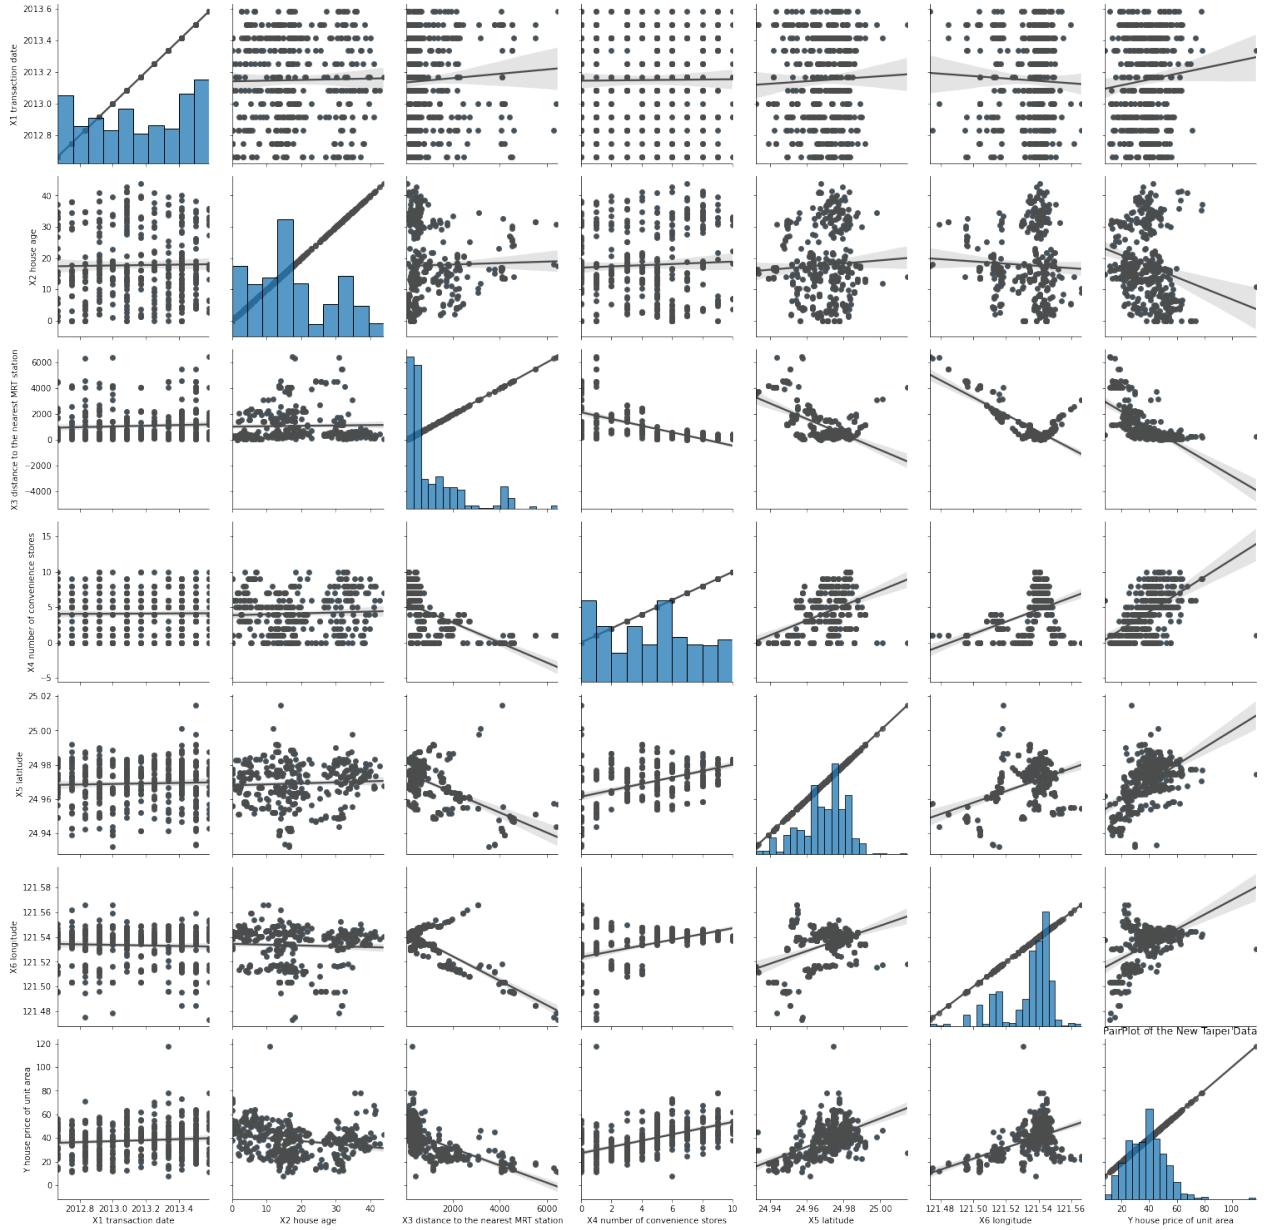 2013.6
2013.4
2013.2
2013.0
2012.8
X1 transaction date
40
30
20
10
0
X2 house age
6000
4000
2000
0
−2000
−4000
X3 distance to the nearest MRT station
15
10
5
0
−5
X4 number of convenience stores
25.02
25.00
24.98
24.96
24.94
X5 latitude
121.58
121.56
121.54
121.52
121.50
121.48
X6 longitude
PairPlot of the New Taipei Data
120
100
80
60
40
20
0
Y house price of unit area
2012.8 2013.0 2013.2 2013.4
X1 transaction date
0 10 20 30 40
X2 house age
2000 4000 6000
X3 distance to the nearest MRT station
0 2 4 6 8 10
X4 number of convenience stores
24.94 24.96 24.98 25.00
X5 latitude
121.48 121.50 121.52 121.54 121.56
X6 longitude
20 40 60 80 100
Y house price of unit area